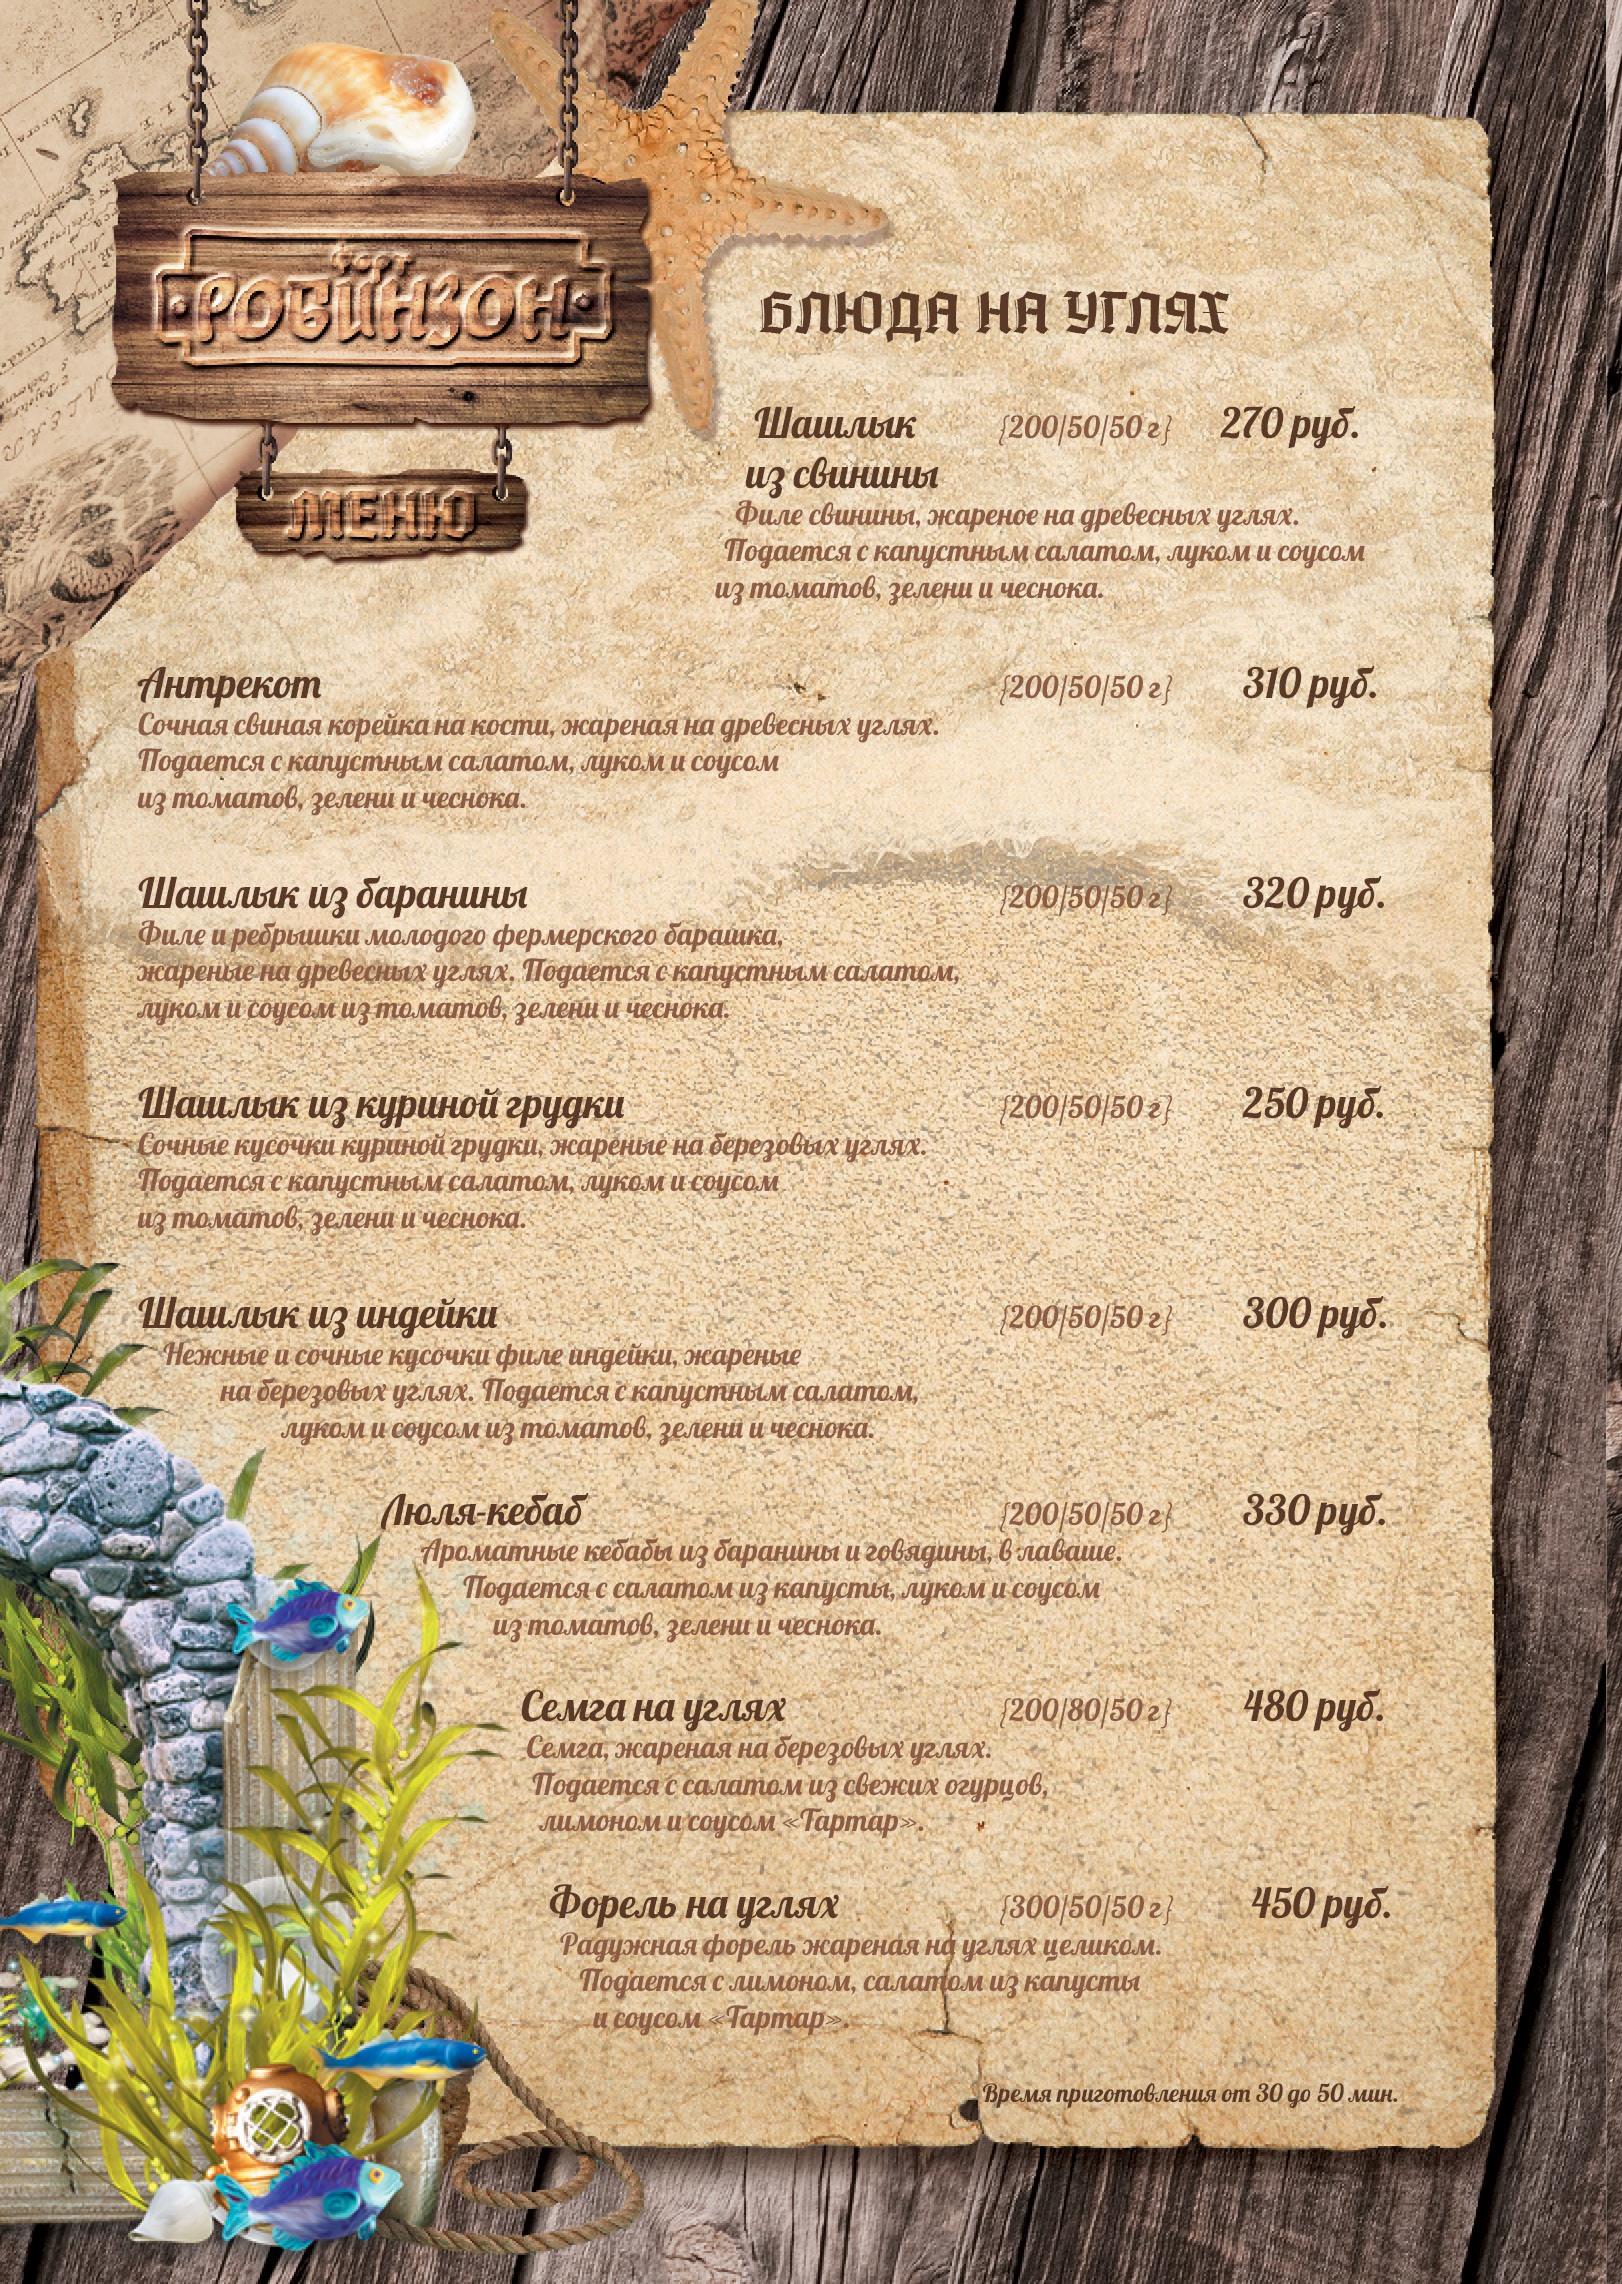 ФОРТ
РОБИНЗОН
МЕНЮ
БЛЮДА НА УГЛЯХ
Шашлык {200/50/50 г} 270 руб.
из свинины
Филе свинины, жареное на древесных углях.
Подается с капустным салатом, луком и соусом
из томатов, зелени и чеснока.
Антрекот {200/50/50 г} 310 руб.
Сочная свиная корейка на кости, жареная на древесных углях.
Подается с капустным салатом, луком и соусом
из томатов, зелени и чеснока.
Шашлык из баранины {200/50/50 г} 320 руб.
Филе и ребрышки молодого фермерского барашка,
жареные на древесных углях. Подается с капустным салатом,
луком и соусом из томатов, зелени и чеснока.
Шашлык из куриной грудки {200/50/50 г} 250 руб.
Сочные кусочки куриной грудки, жареные на березовых углях.
Подается с капустным салатом, луком и соусом
из томатов, зелени и чеснока.
Шашлык из индейки {200/50/50 г} 300 руб.
Нежные и сочные кусочки филе индейки, жареные
на березовых углях. Подается с капустным салатом,
луком и соусом из томатов, зелени и чеснока.
Люля-кебаб {200/50/50 г} 330 руб.
Ароматные кебабы из баранины и говядины, в лаваше.
Подается с салатом из капусты, луком и соусом
из томатов, зелени и чеснока.
Семга на углях {200/80/50 г} 480 руб.
Семга, жареная на березовых углях.
Подается с салатом из свежих огурцов,
лимоном и соусом «Тартар».
Форель на углях {300/50/50 г} 450 руб.
Радужная форель жареная на углях целиком.
Подается с лимоном, салатом из капусты
и соусом «Тартар».
Время приготовления от 30 до 50 мин.